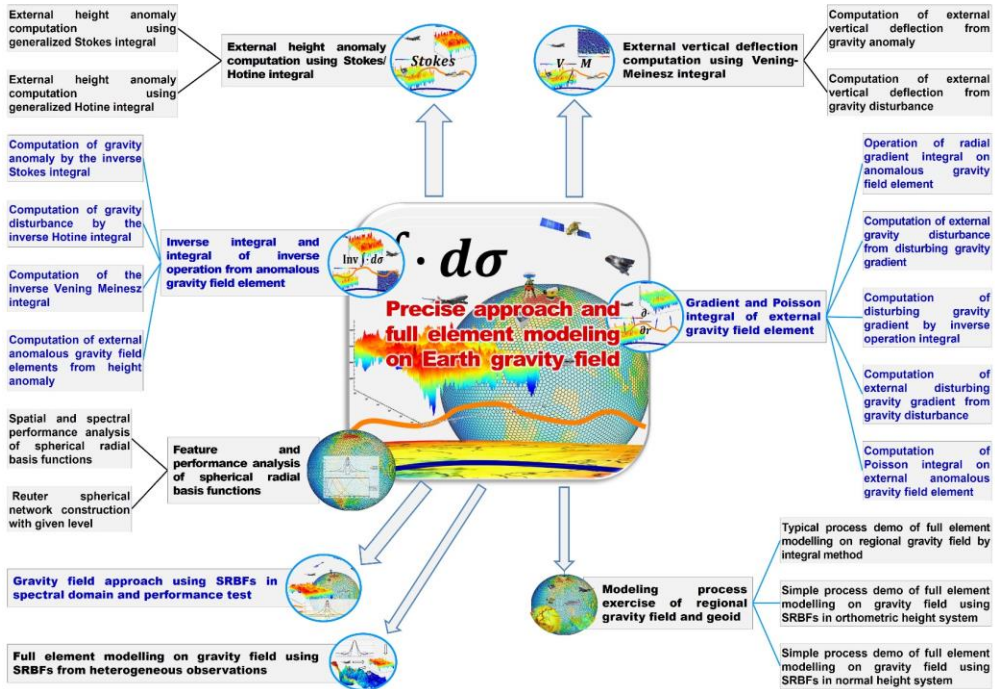 External height anomaly
computation using
generalized Stokes integral
External height anomaly
computation using
generalized Hotine integral
External height anomaly
computation using Stokes/
Hotine integral
Stokes
V — M
External vertical deflection
computation using Vening-
Meinesz integral
Computation of external
vertical deflection from
gravity anomaly
Computation of external
vertical deflection from
gravity disturbance
Computation of gravity
anomaly by the inverse
Stokes integral
Computation of gravity
disturbance by the
inverse Hotine integral
Computation of the
inverse Vening Meinesz
integral
Computation of external
anomalous gravity field
elements from height
anomaly
Inverse integral and
integral of inverse
operation from anomalous
gravity field element
Inv ∫ · dσ
∫ · dσ
Precise approach and
full element modeling
on Earth gravity field
∂·
∂r
Gradient and Poisson
integral of external
gravity field element
Operation of radial
gradient integral on
anomalous gravity
field element
Computation of external
gravity disturbance
from disturbing gravity
gradient
Computation of
disturbing gravity
gradient by inverse
operation integral
Computation of
external disturbing
gravity gradient from
gravity disturbance
Computation of
Poisson integral on
external anomalous
gravity field element
Spatial and spectral
performance analysis
of spherical radial
basis functions
Reuter spherical
network construction
with given level
Feature and
performance analysis
of spherical radial
basis functions
Gravity field approach using SRBFs in
spectral domain and performance test
Full element modelling on gravity field using
SRBFs from heterogeneous observations
Modeling process
exercise of regional
gravity field and geoid
Typical process demo of full element
modelling on regional gravity field by
integral method
Simple process demo of full element
modelling on gravity field using
SRBFs in orthometric height system
Simple process demo of full element
modelling on gravity field using
SRBFs in normal height system